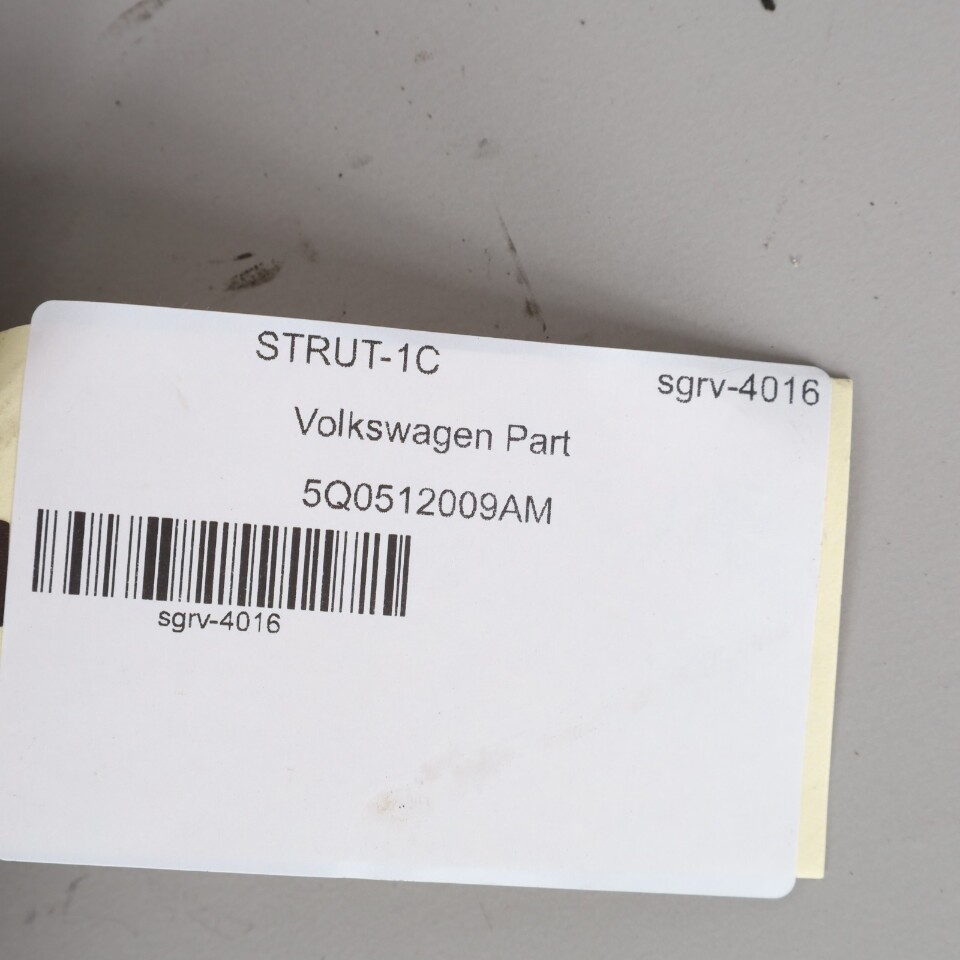 STRUT-1C
sgrv-4016
Volkswagen Part
5Q0512009AM
sgrv-4016